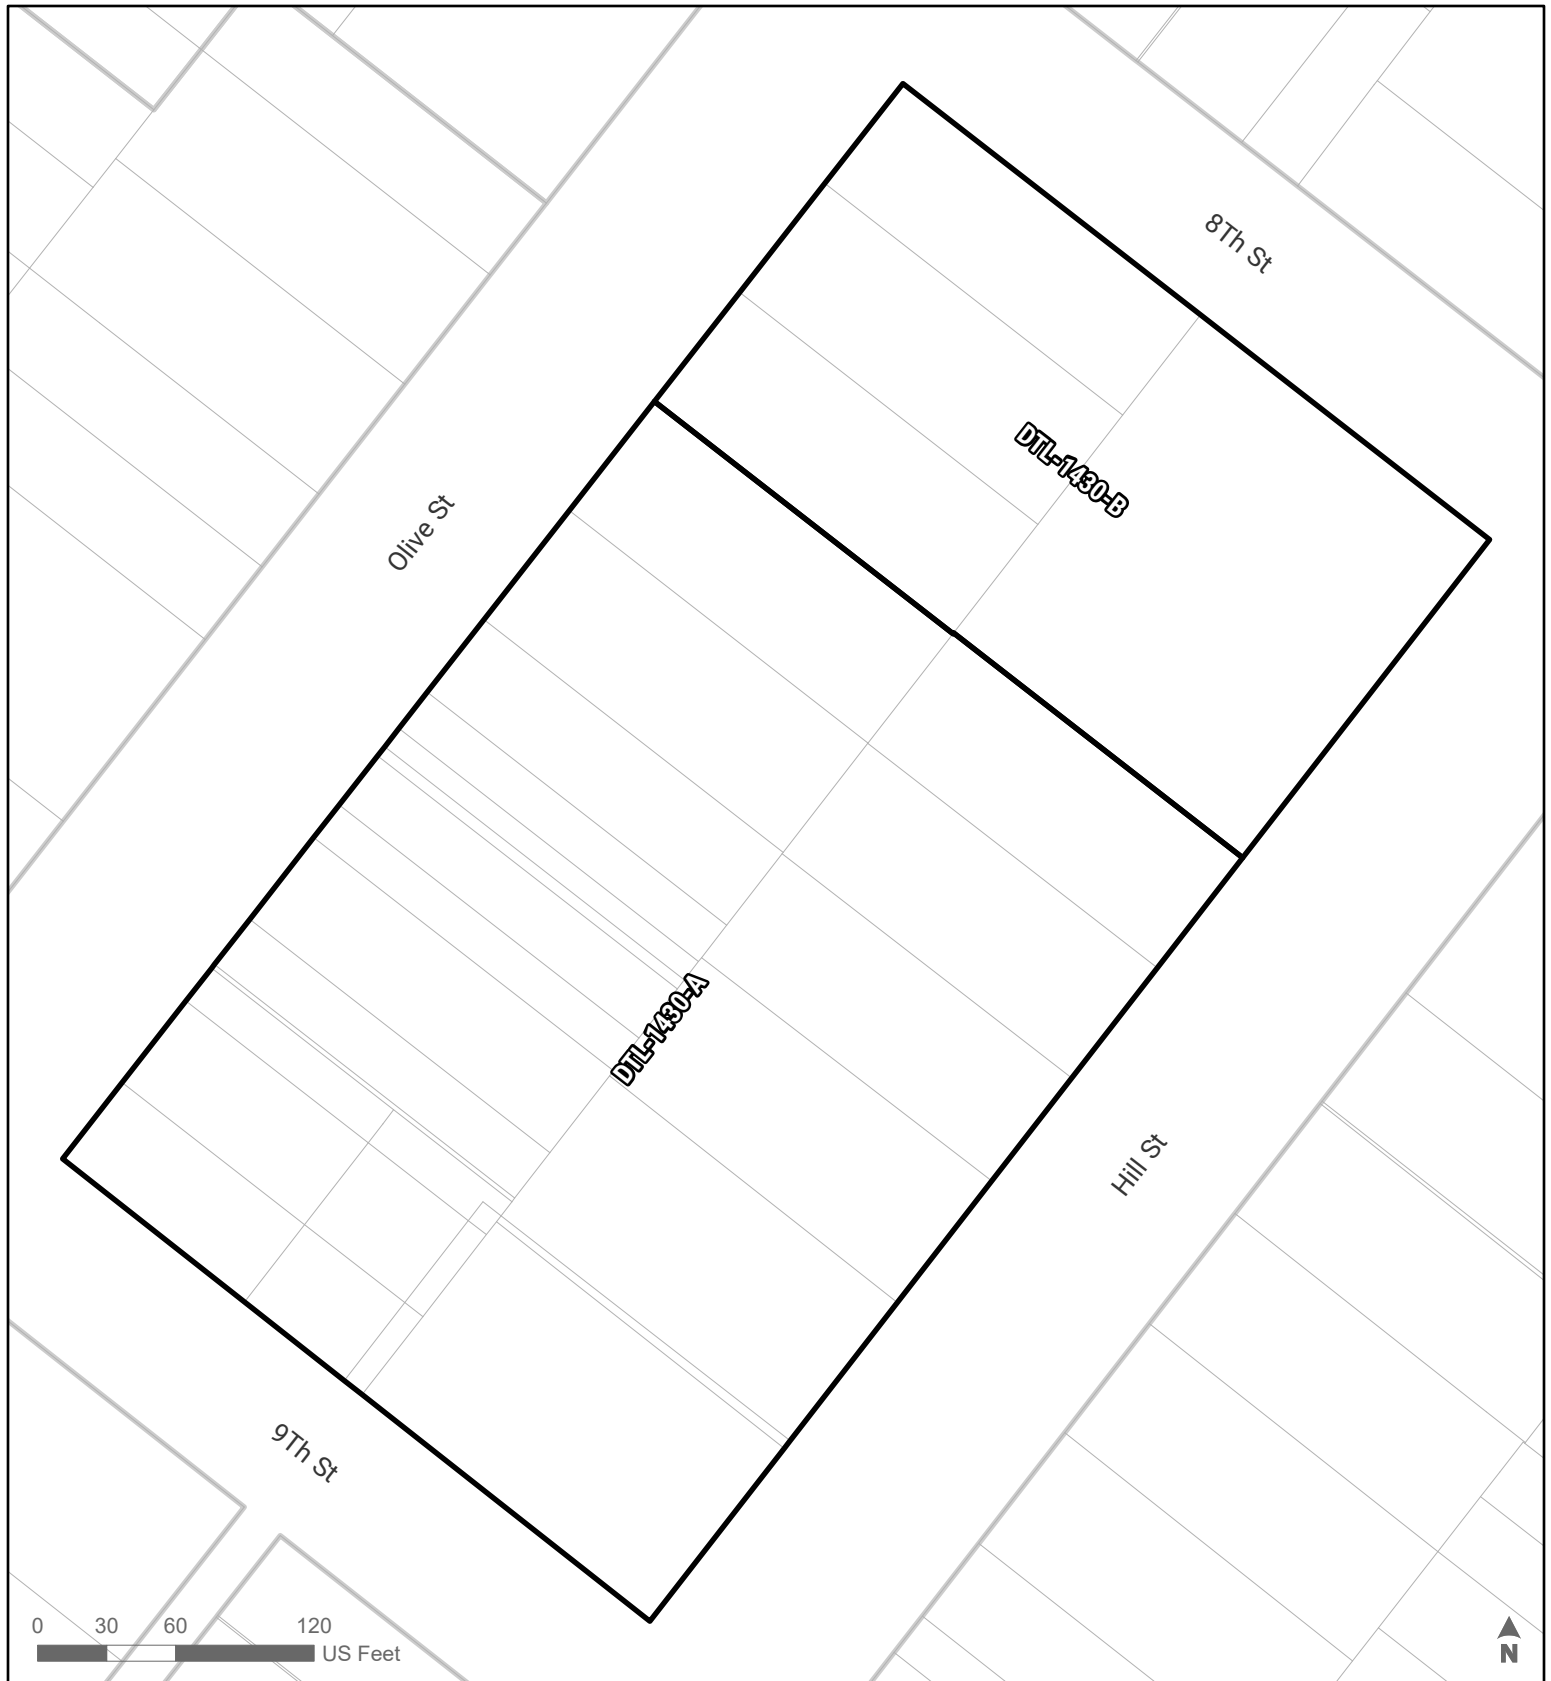 8Th St
DTL-1430-B
Olive St
DTL-1430-A
Hill St
9Th St
0 30 60 120
US Feet
N